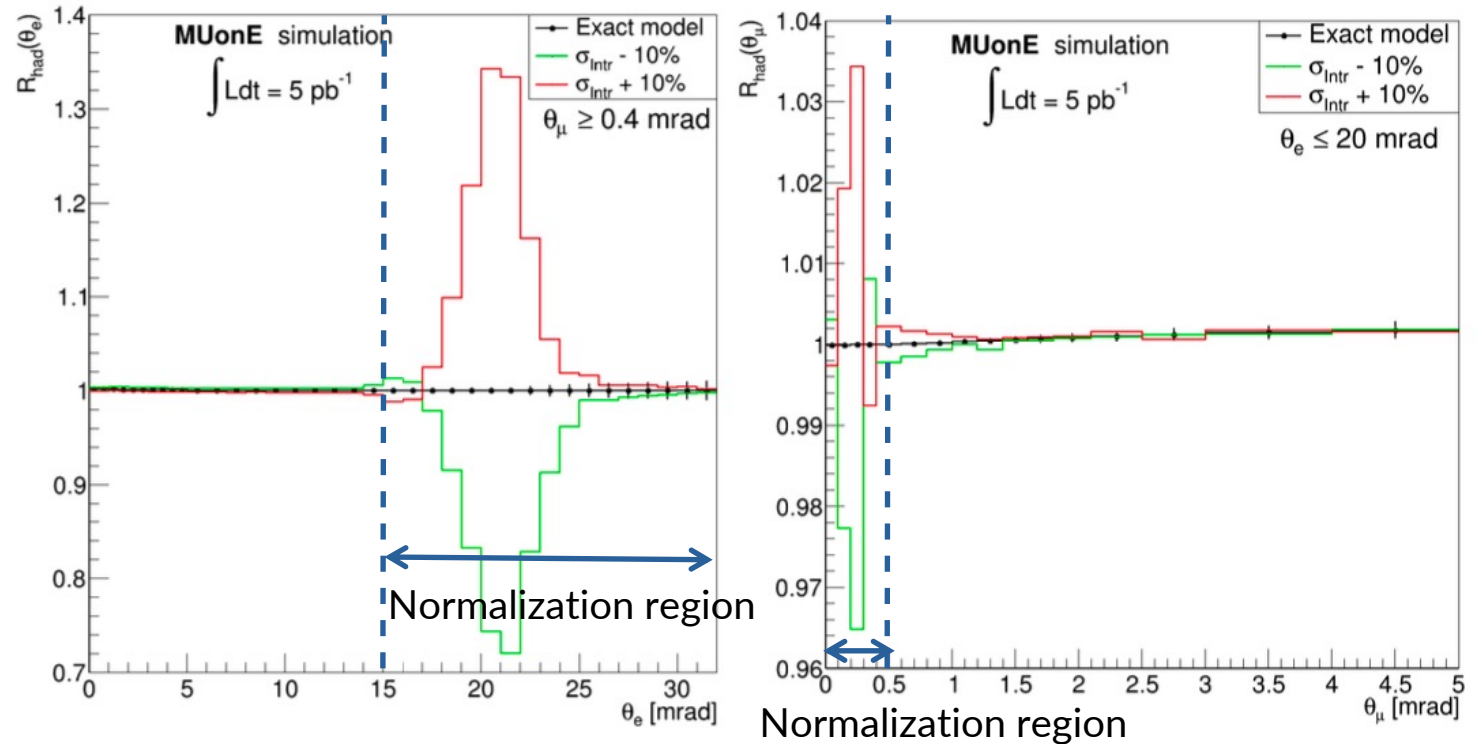 MUonE simulation
∫Ldt = 5 pb⁻¹
Exact model
σIntr - 10%
σIntr + 10%
θμ ≥ 0.4 mrad
Rhad(θe)
1.4
1.3
1.2
1.1
1
0.9
0.8
0.7
Normalization region
0 5 10 15 20 25 30
θe [mrad]
MUonE simulation
∫Ldt = 5 pb⁻¹
Exact model
σIntr - 10%
σIntr + 10%
θe ≤ 20 mrad
Rhad(θμ)
1.04
1.03
1.02
1.01
1
0.99
0.98
0.97
0.96
0 0.5 1 1.5 2 2.5 3 3.5 4 4.5 5
θμ [mrad]
Normalization region